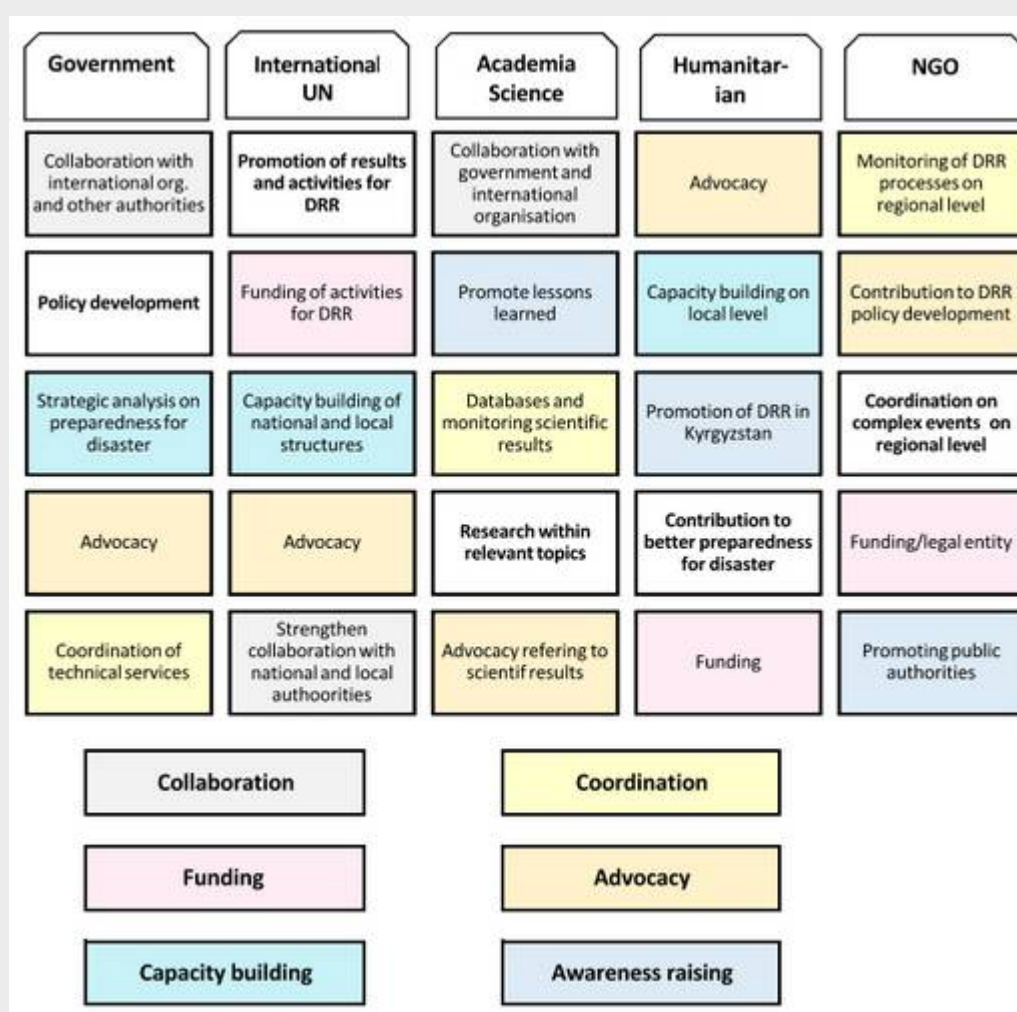 Government
International
UN
Academia
Science
Humanitar-
ian
NGO
Collaboration with
international org.
and other authorities
Promotion of results
and activities for
DRR
Collaboration with
government and
international
organisation
Advocacy
Monitoring of DRR
processes on
regional level
Policy development
Funding of activities
for DRR
Promote lessons
learned
Capacity building on
local level
Contribution to DRR
policy development
Strategic analysis on
preparedness for
disaster
Capacity building of
national and local
structures
Databases and
monitoring scientific
results
Promotion of DRR in
Kyrgyzstan
Coordination on
complex events on
regional level
Advocacy
Advocacy
Research within
relevant topics
Contribution to
better preparedness
for disaster
Funding/legal entity
Coordination of
technical services
Strengthen
collaboration with
national and local
authoorities
Advocacy refering to
scientif results
Funding
Promoting public
authorities
Collaboration
Coordination
Funding
Advocacy
Capacity building
Awareness raising